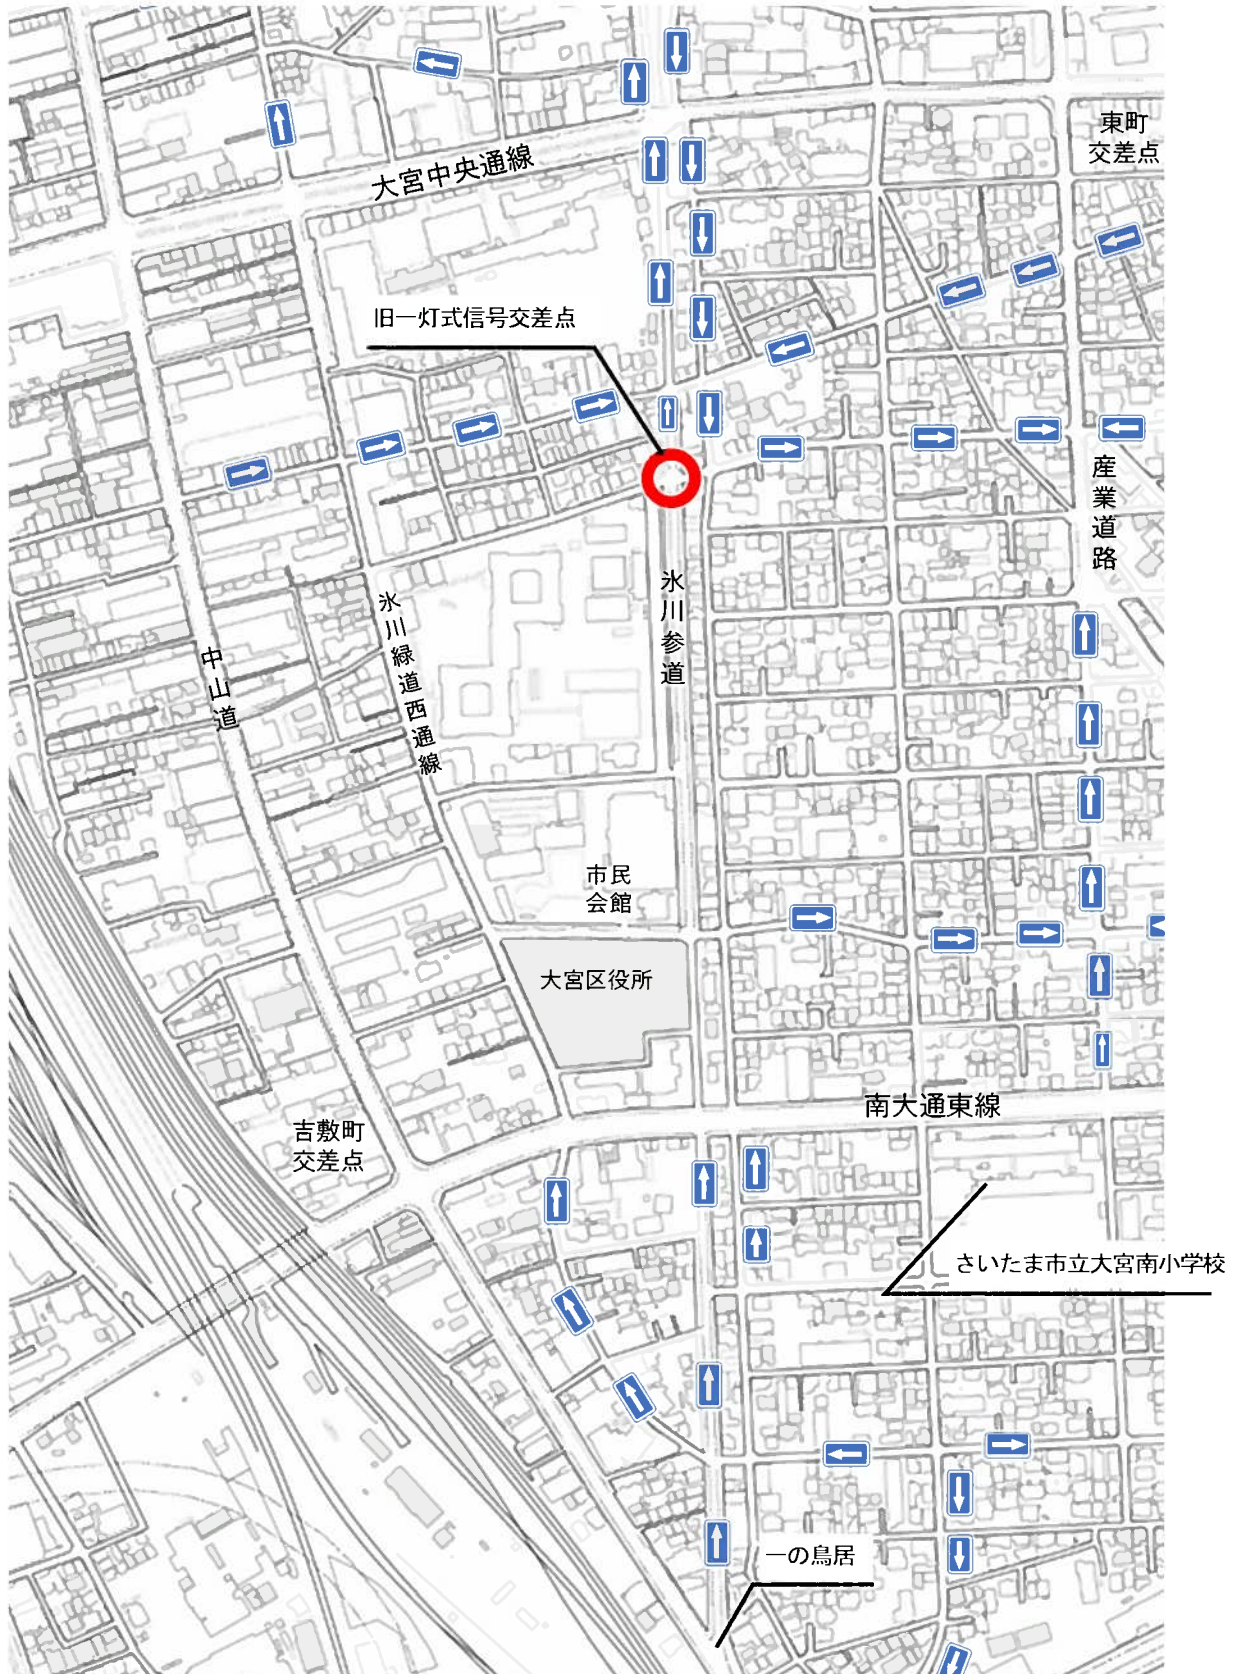 東町
交差点
大宮中央通線
旧一灯式信号交差点
産業道路
氷川参道
氷川緑道西通線
中山道
市民
会館
大宮区役所
南大通東線
吉敷町
交差点
さいたま市立大宮南小学校
一の鳥居